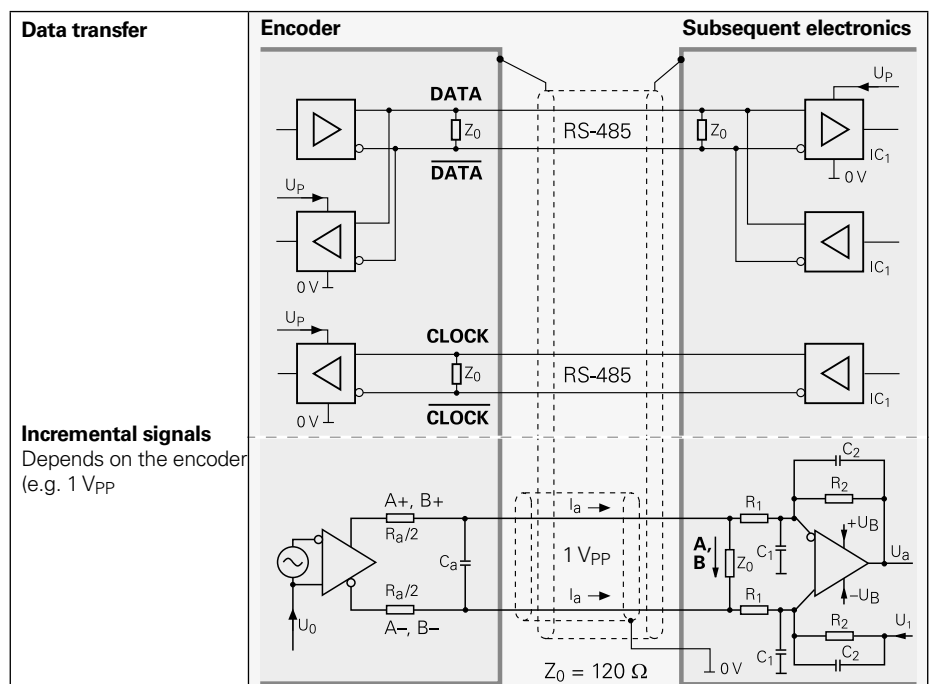 Data transfer
Encoder
Subsequent electronics
DATA
Z0
RS-485
Z0
DATA
UP
IC1
0 V
UP
0 V
IC1
UP
CLOCK
Z0
RS-485
CLOCK
0 V
IC1
Incremental signals
Depends on the encoder
(e.g. 1 VPP
A+, B+
Ra/2
Ca
Ra/2
A–, B–
U0
Ia
1 VPP
Ia
Z0 = 120 Ω
0 V
A,
B
Z0
R1
C1
R1
C1
C2
R2
+UB
Ua
–UB
R2
U1
C2